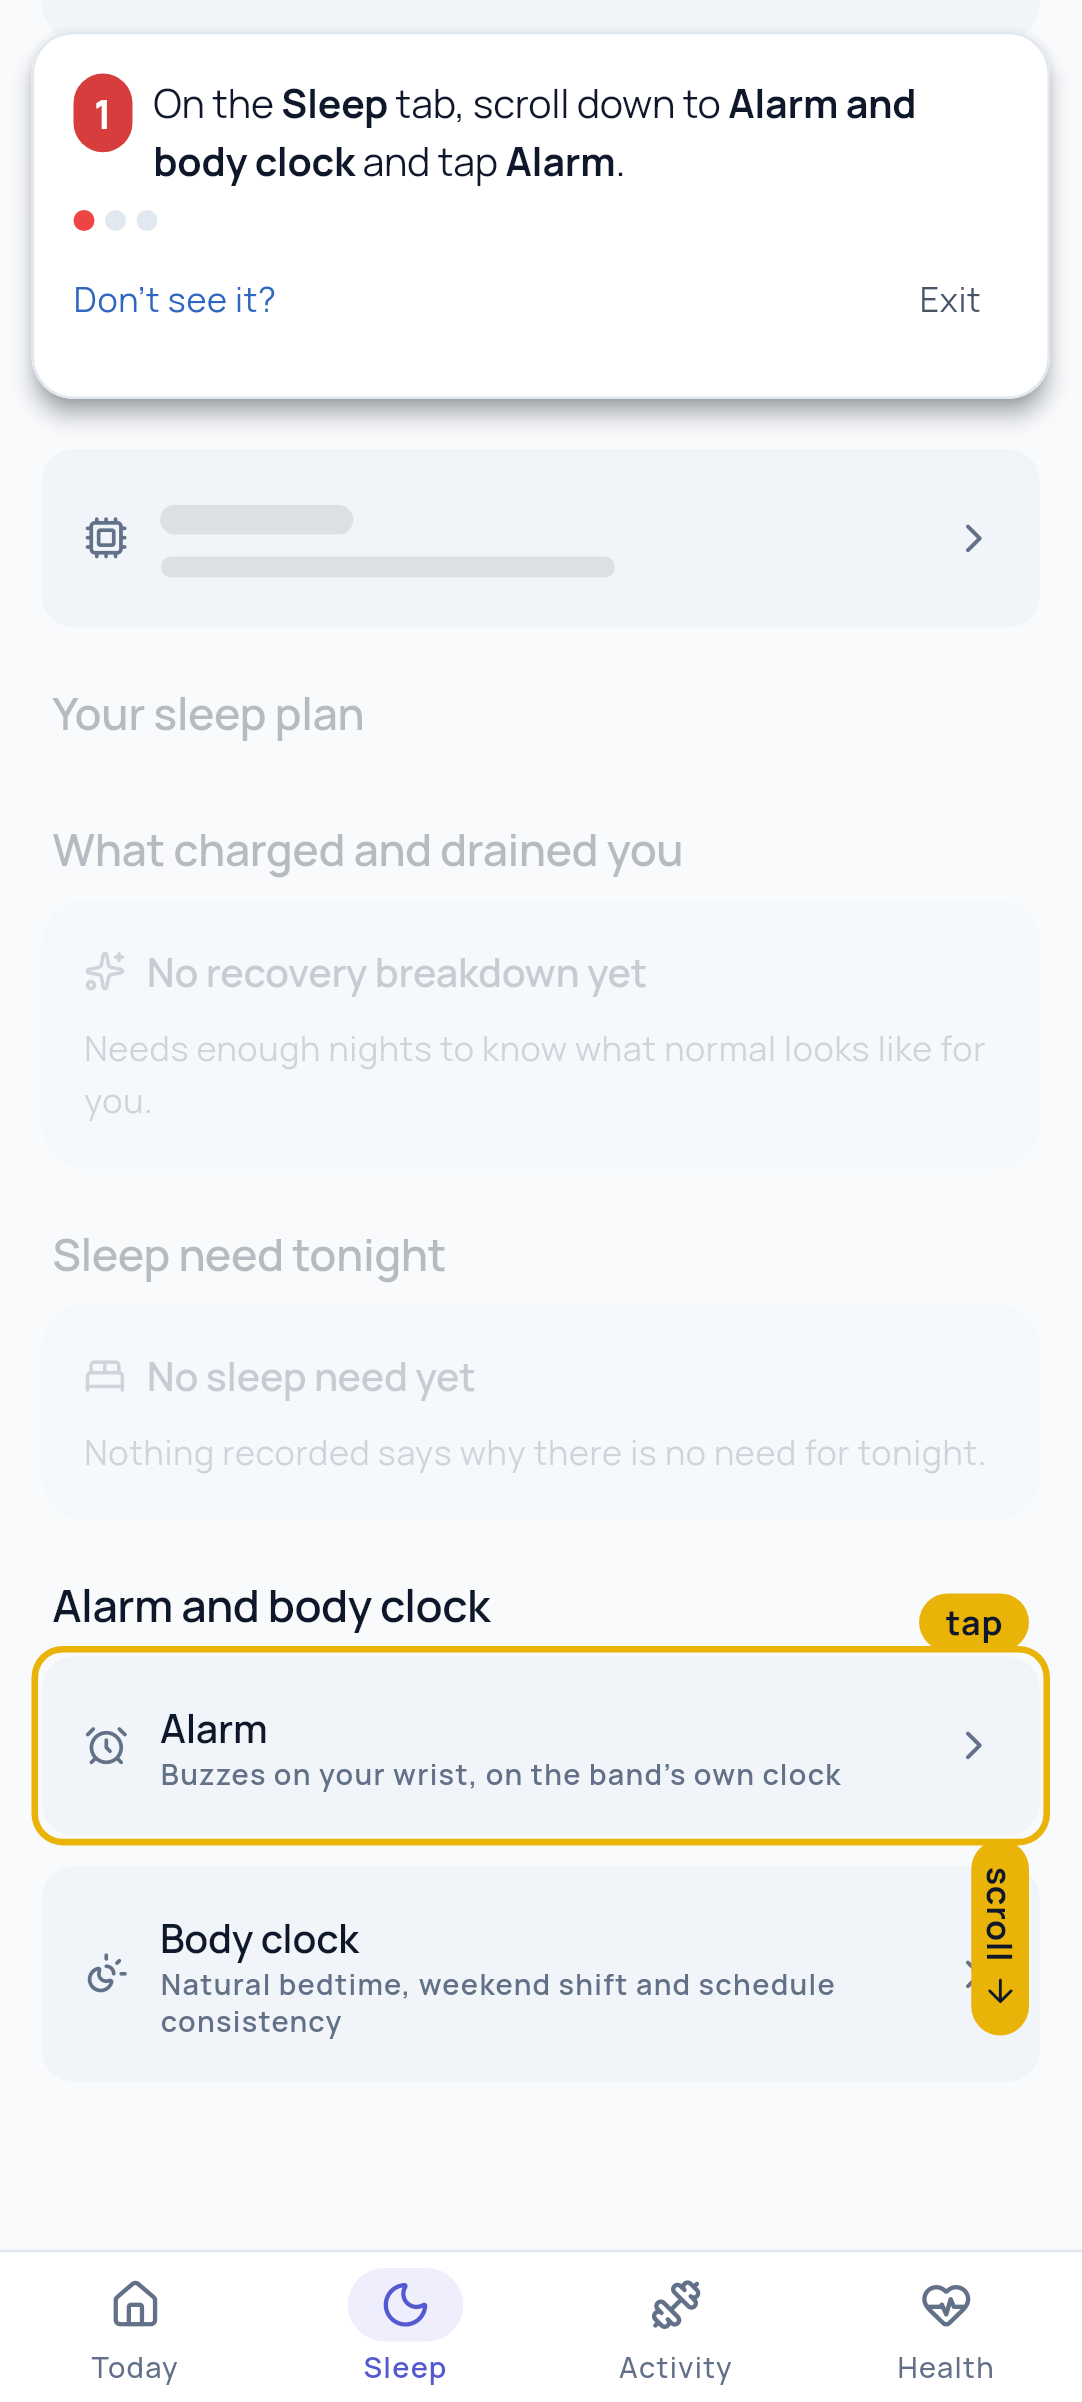 1
On the Sleep tab, scroll down to Alarm and
body clock and tap Alarm.
Don't see it?
Exit
Your sleep plan
What charged and drained you
No recovery breakdown yet
Needs enough nights to know what normal looks like for
you.
Sleep need tonight
No sleep need yet
Nothing recorded says why there is no need for tonight.
Alarm and body clock
tap
Alarm
Buzzes on your wrist, on the band's own clock
scroll ↓
Body clock
Natural bedtime, weekend shift and schedule
consistency
Today
Sleep
Activity
Health